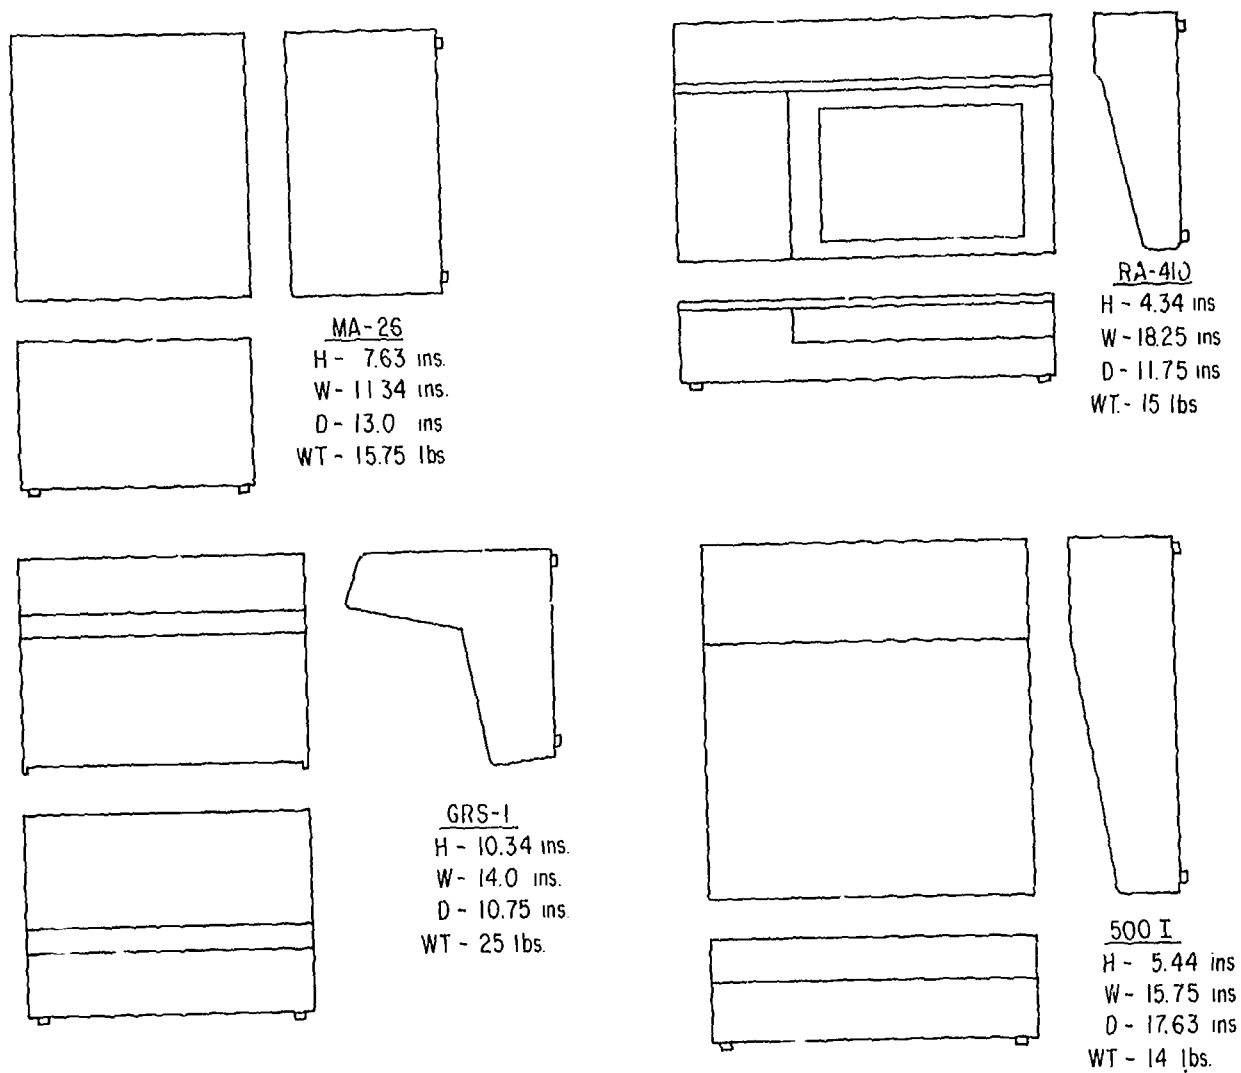 MA-26
H - 7.63 ins.
W - 11 34 ins.
D - 13.0 ins
WT - 15.75 lbs
RA-410
H - 4.34 ins
W - 18.25 ins
D - 11.75 ins
WT. - 15 lbs
GRS-1
H - 10.34 ins.
W - 14.0 ins.
D - 10.75 ins.
WT - 25 lbs.
500 I
H - 5.44 ins
W - 15.75 ins
D - 17.63 ins
WT - 14 lbs.